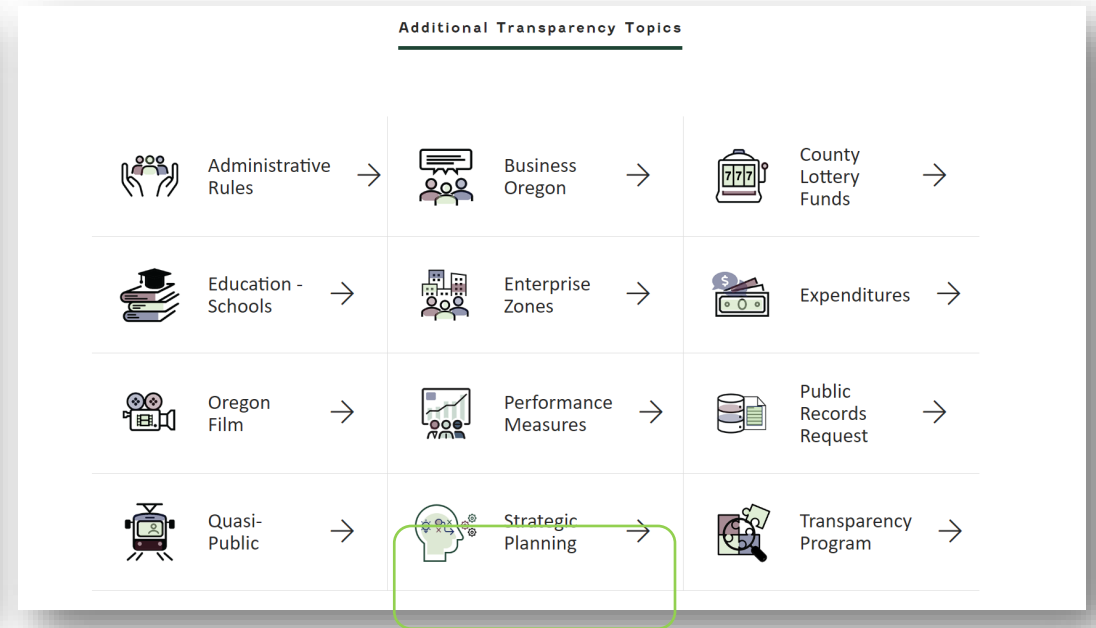 Additional Transparency Topics
Administrative
Rules
Business
Oregon
777
County
Lottery
Funds
Education -
Schools
Enterprise
Zones
$
Expenditures
Oregon
Film
Performance
Measures
Public
Records
Request
Quasi-
Public
Strategic
Planning
Transparency
Program